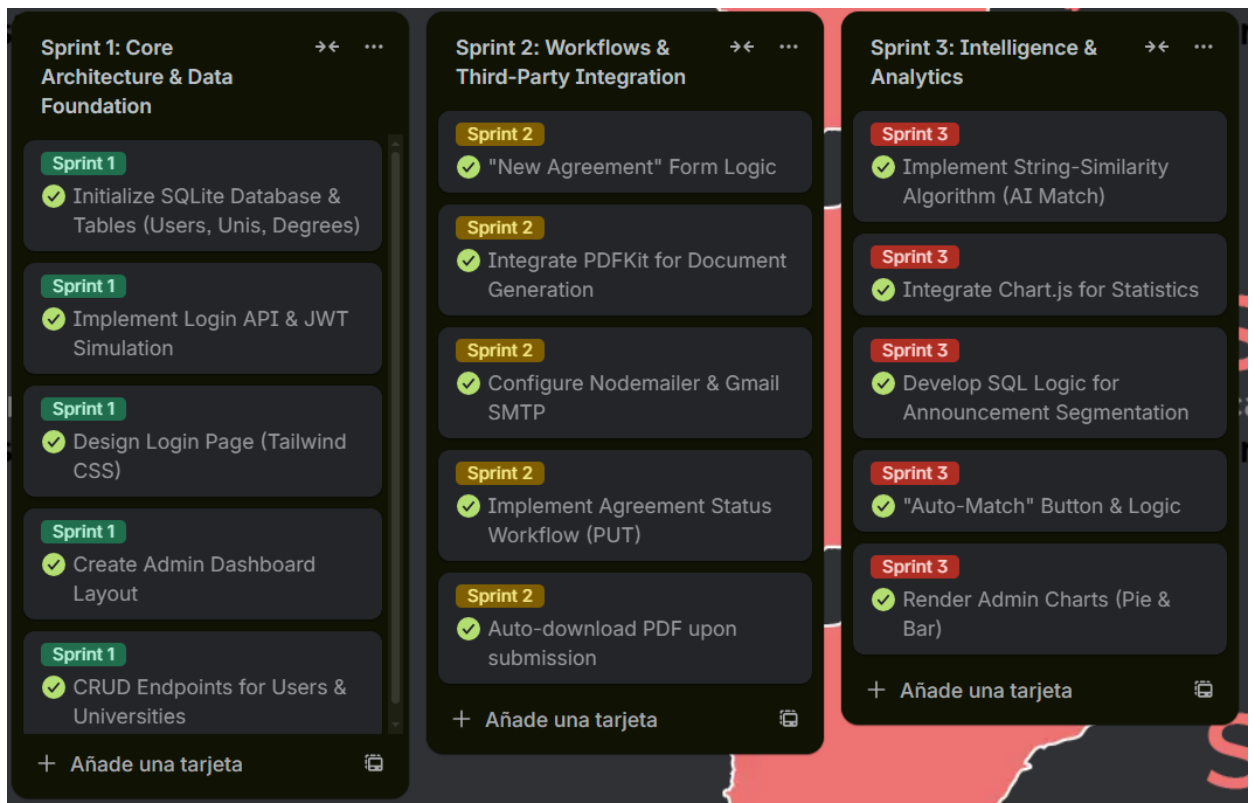 Sprint 1: Core
Architecture & Data
Foundation
Sprint 1
Initialize SQLite Database &
Tables (Users, Unis, Degrees)
Sprint 1
Implement Login API & JWT
Simulation
Sprint 1
Design Login Page (Tailwind
CSS)
Sprint 1
Create Admin Dashboard
Layout
Sprint 1
CRUD Endpoints for Users &
Universities
Añade una tarjeta
Sprint 2: Workflows &
Third-Party Integration
Sprint 2
"New Agreement" Form Logic
Sprint 2
Integrate PDFKit for Document
Generation
Sprint 2
Configure Nodemailer & Gmail
SMTP
Sprint 2
Implement Agreement Status
Workflow (PUT)
Sprint 2
Auto-download PDF upon
submission
Añade una tarjeta
Sprint 3: Intelligence &
Analytics
Sprint 3
Implement String-Similarity
Algorithm (AI Match)
Sprint 3
Integrate Chart.js for Statistics
Sprint 3
Develop SQL Logic for
Announcement Segmentation
Sprint 3
"Auto-Match" Button & Logic
Sprint 3
Render Admin Charts (Pie &
Bar)
Añade una tarjeta